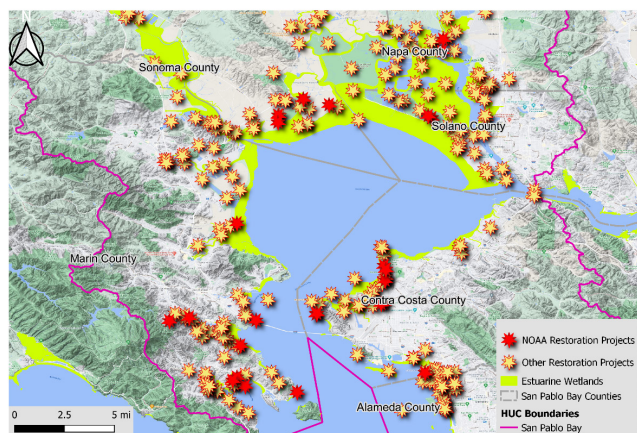 N
Sonoma County
Napa County
Solano County
Marin County
Contra Costa County
Alameda County
NOAA Restoration Projects
Other Restoration Projects
Estuarine Wetlands
San Pablo Bay Counties
HUC Boundaries
San Pablo Bay
0 2.5 5 mi